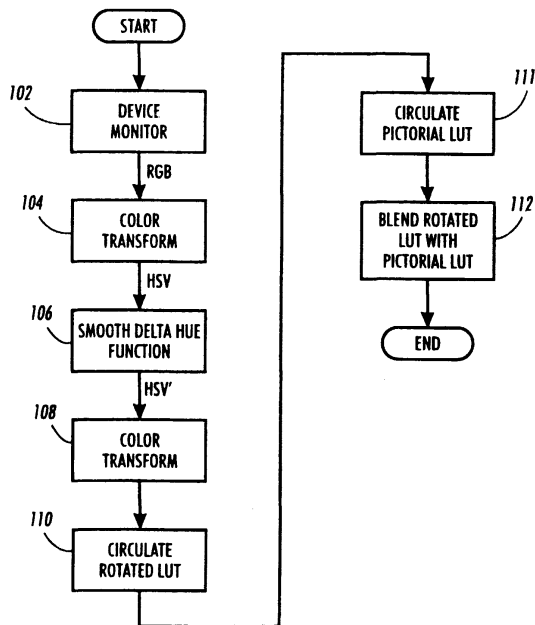 START
102
DEVICE
MONITOR
RGB
104
COLOR
TRANSFORM
HSV
106
SMOOTH DELTA HUE
FUNCTION
HSV'
108
COLOR
TRANSFORM
110
CIRCULATE
ROTATED LUT
111
CIRCULATE
PICTORIAL LUT
112
BLEND ROTATED
LUT WITH
PICTORIAL LUT
END